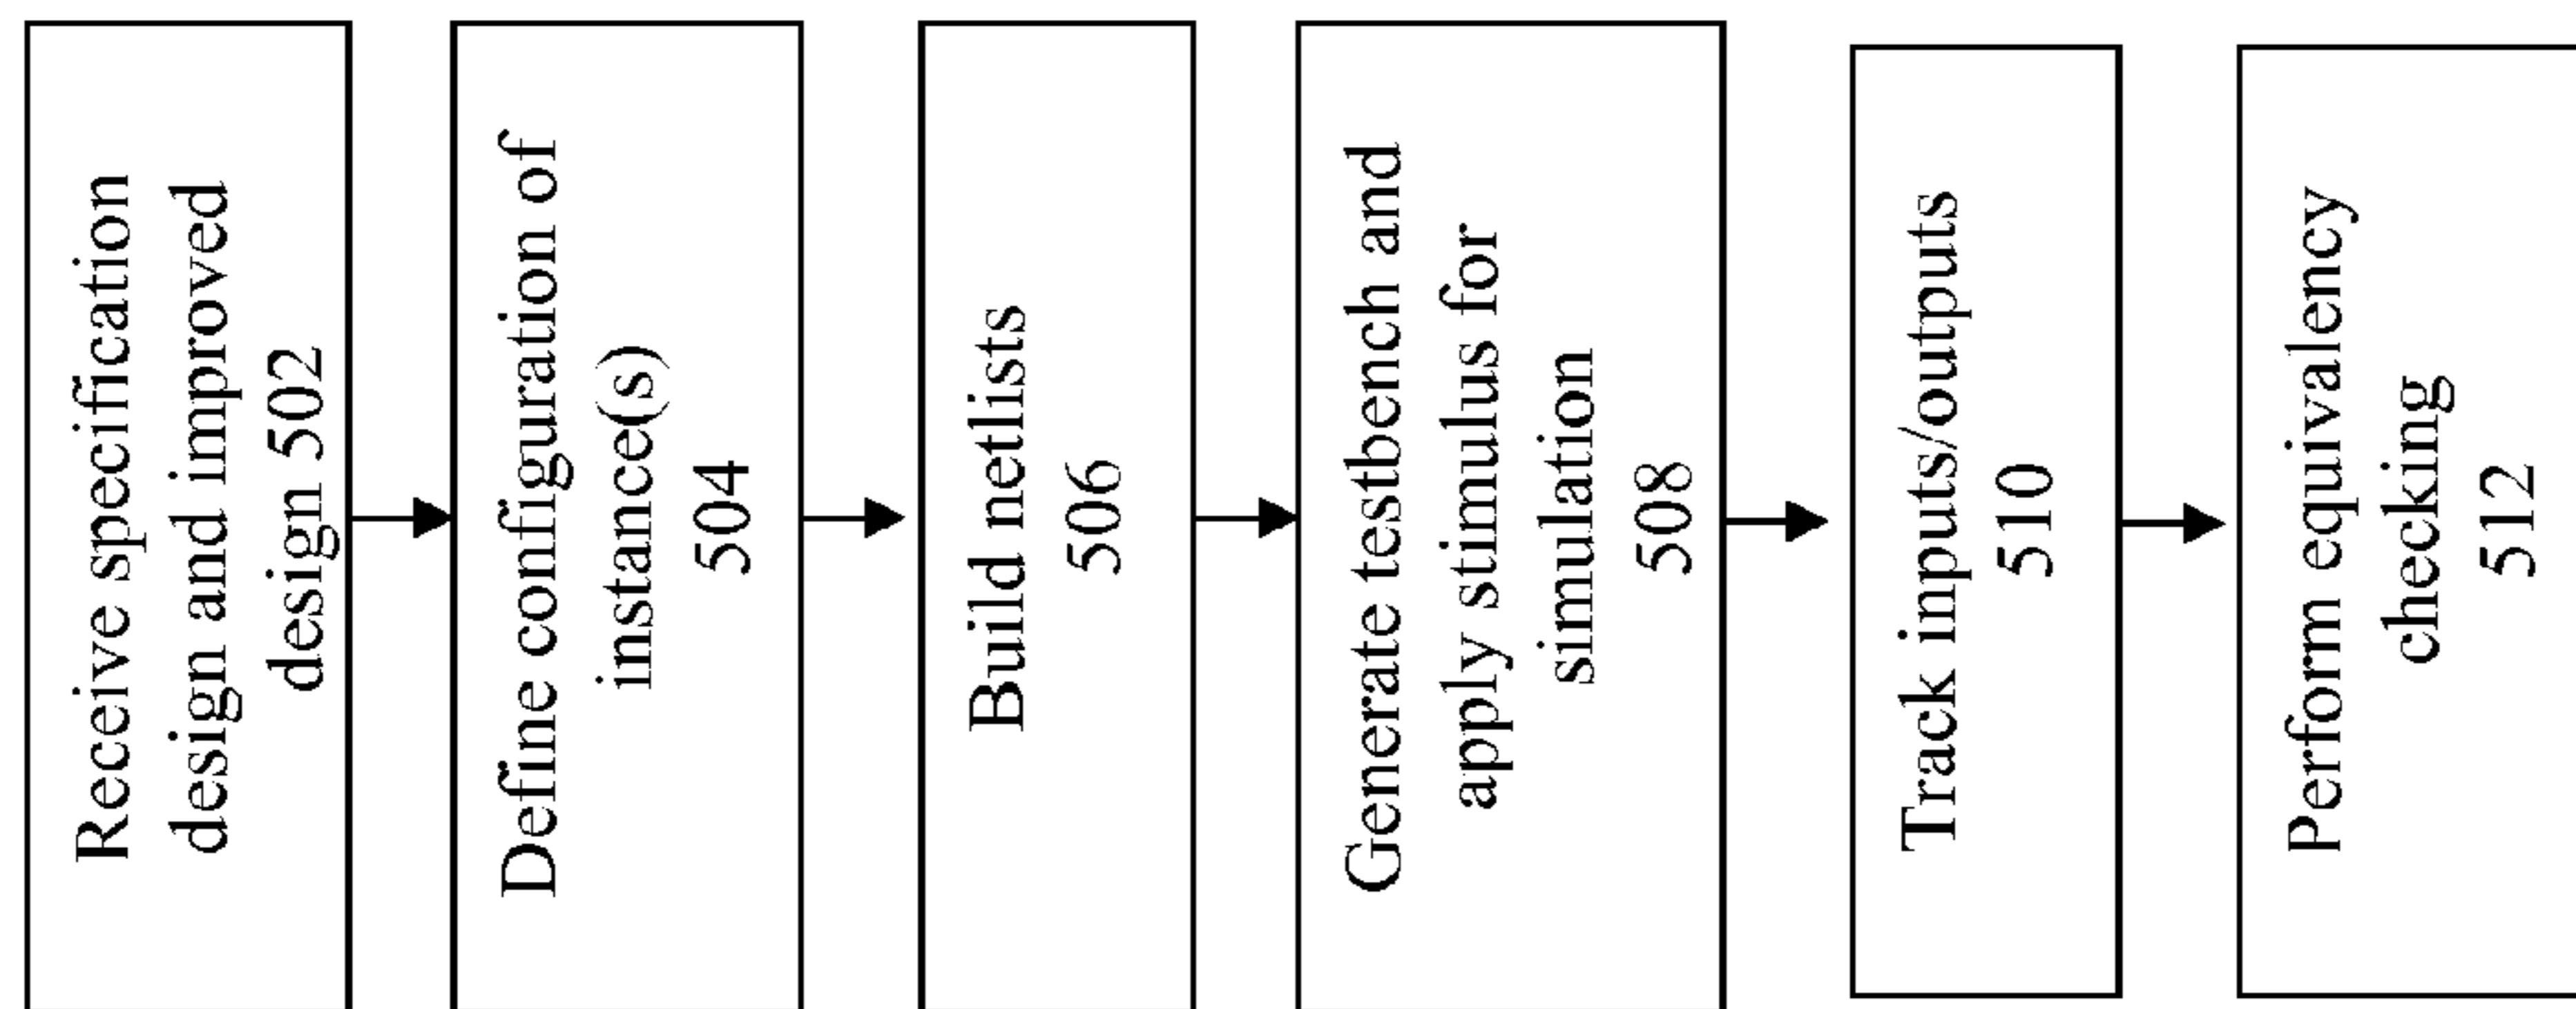 Receive specification
design and improved
design 502
Define configuration of
instance(s)
504
Build netlists
506
Generate testbench and
apply stimulus for
simulation
508
Track inputs/outputs
510
Perform equivalency
checking
512